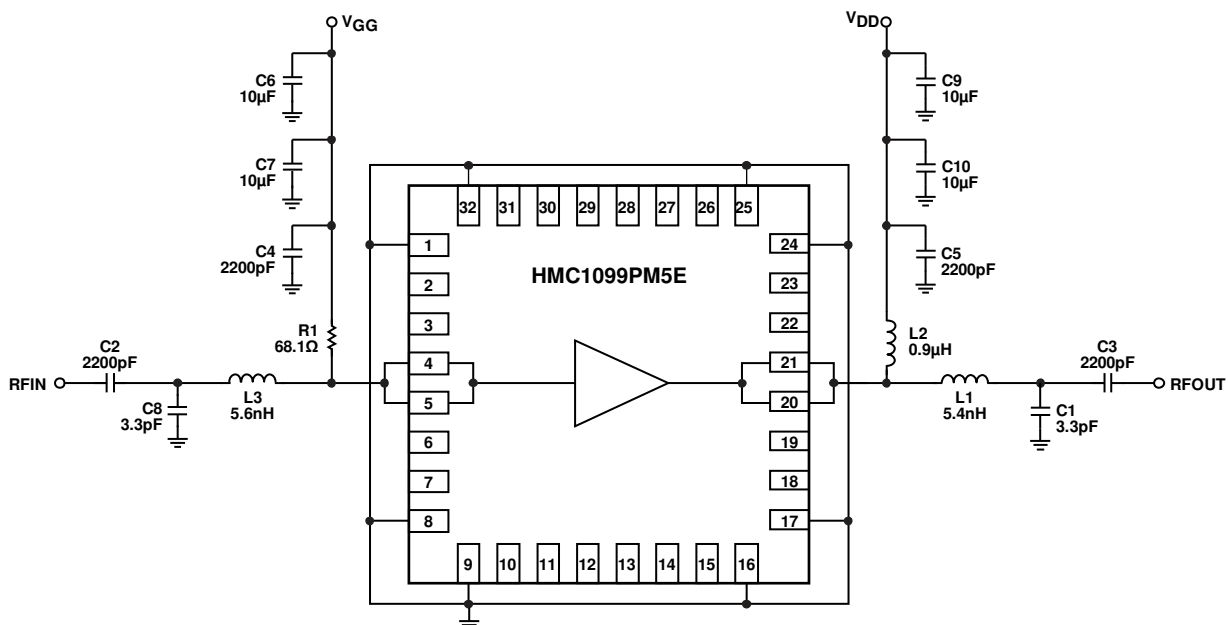 VGG
VDD
C6
10µF
C9
10µF
C7
10µF
C10
10µF
C4
2200pF
C5
2200pF
32 31 30 29 28 27 26 25
1
24
HMC1099PM5E
2
23
3
22
R1
68.1Ω
L2
0.9µH
C2
2200pF
C3
2200pF
4
21
RFIN
RFOUT
C8
3.3pF
L3
5.6nH
5
20
L1
5.4nH
C1
3.3pF
6
19
7
18
8
17
9 10 11 12 13 14 15 16